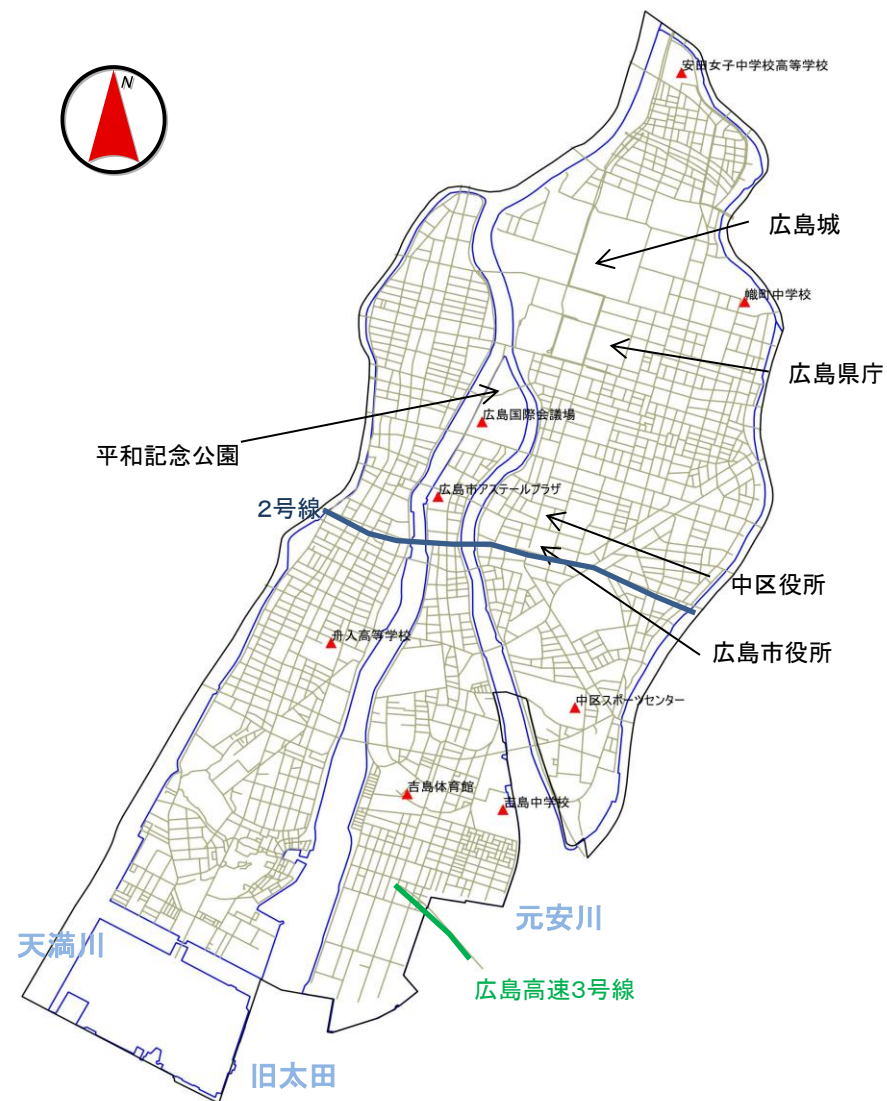 安田女子中学校高等学校
N
広島城
幟町中学校
広島県庁
広島国際会議場
平和記念公園
広島市アステールプラザ
2号線
中区役所
舟入高等学校
広島市役所
中区スポーツセンター
吉島体育館
吉島中学校
元安川
天満川
広島高速3号線
旧太田